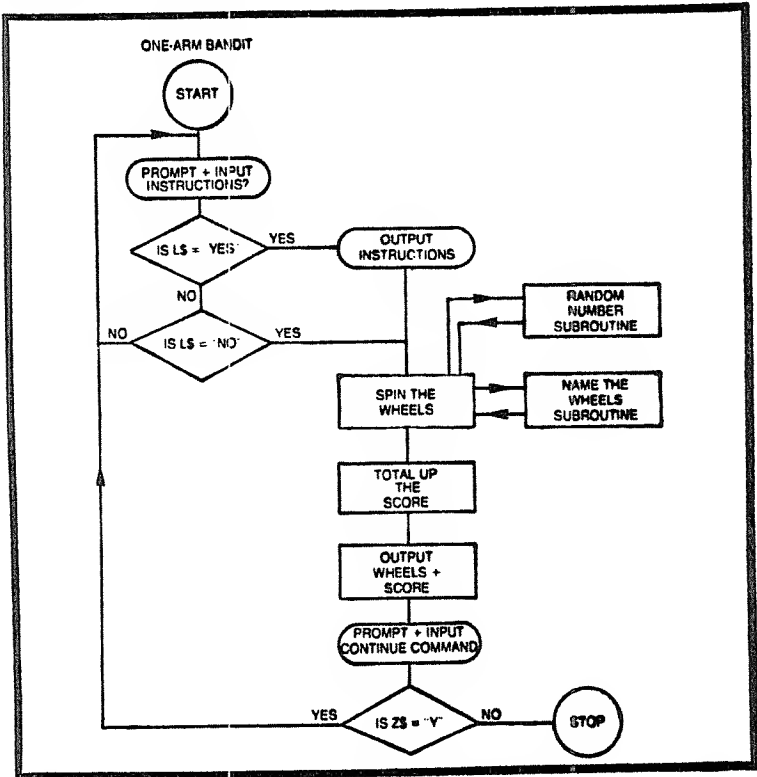 ONE-ARM BANDIT
START
PROMPT + INPUT
INSTRUCTIONS?
IS L$ = "YES"
YES
OUTPUT
INSTRUCTIONS
NO
NO
IS L$ = "NO"
YES
RANDOM
NUMBER
SUBROUTINE
SPIN THE
WHEELS
NAME THE
WHEELS
SUBROUTINE
TOTAL UP
THE
SCORE
OUTPUT
WHEELS +
SCORE
PROMPT + INPUT
CONTINUE COMMAND
YES
IS Z$ = "Y"
NO
STOP